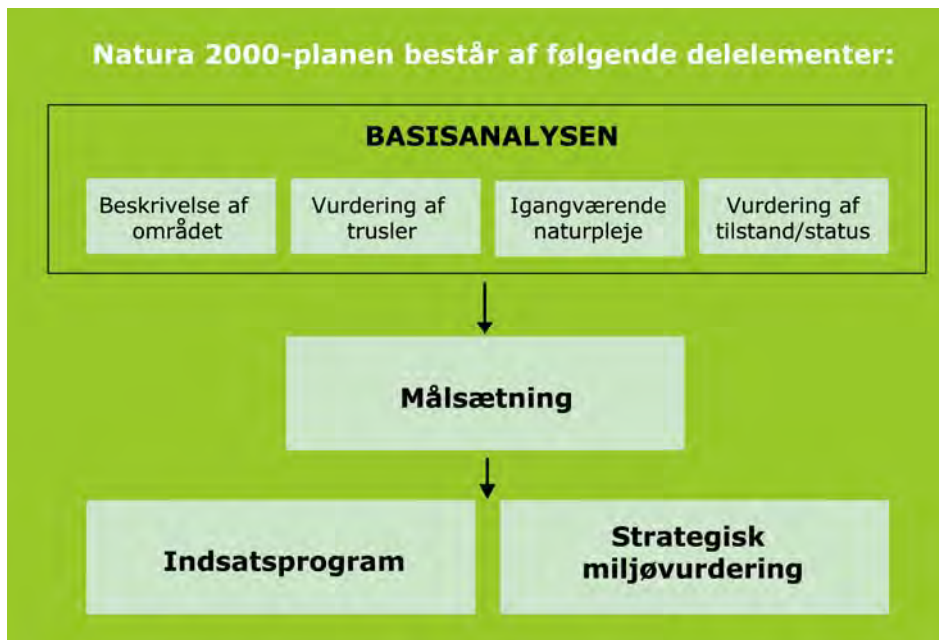 Natura 2000-planen består af følgende delelementer:
BASISANALYSEN
Beskrivelse af
området
Vurdering af
trusler
Igangværende
naturpleje
Vurdering af
tilstand/status
Målsætning
Indsatsprogram
Strategisk
miljøvurdering